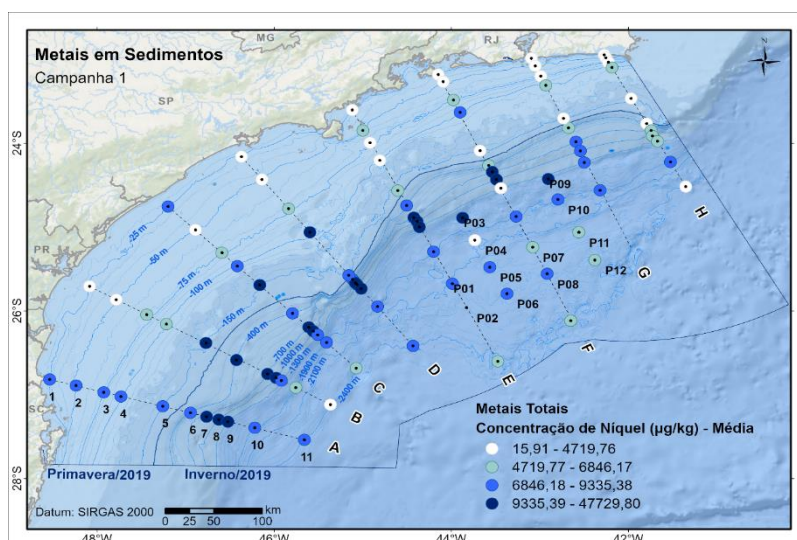 Metais em Sedimentos
Campanha 1
MG
RJ
SP
PR
SC
N
24°S
26°S
28°S
24°S
26°S
28°S
48°W
46°W
44°W
42°W
-25 m
-50 m
-75 m
-100 m
-150 m
-400 m
-700 m
-1000 m
-1300 m
-1900 m
-2100 m
-2400 m
P09
P03
P10
P04
P07
P11
P05
P12
P01
P08
P06
P02
H
G
F
E
D
C
B
A
1
2
3
4
5
6
7
8
9
10
11
Primavera/2019
Inverno/2019
Datum: SIRGAS 2000
km
0
25
50
100
Metais Totais
Concentração de Níquel (µg/kg) - Média
15,91 - 4719,76
4719,77 - 6846,17
6846,18 - 9335,38
9335,39 - 47729,80